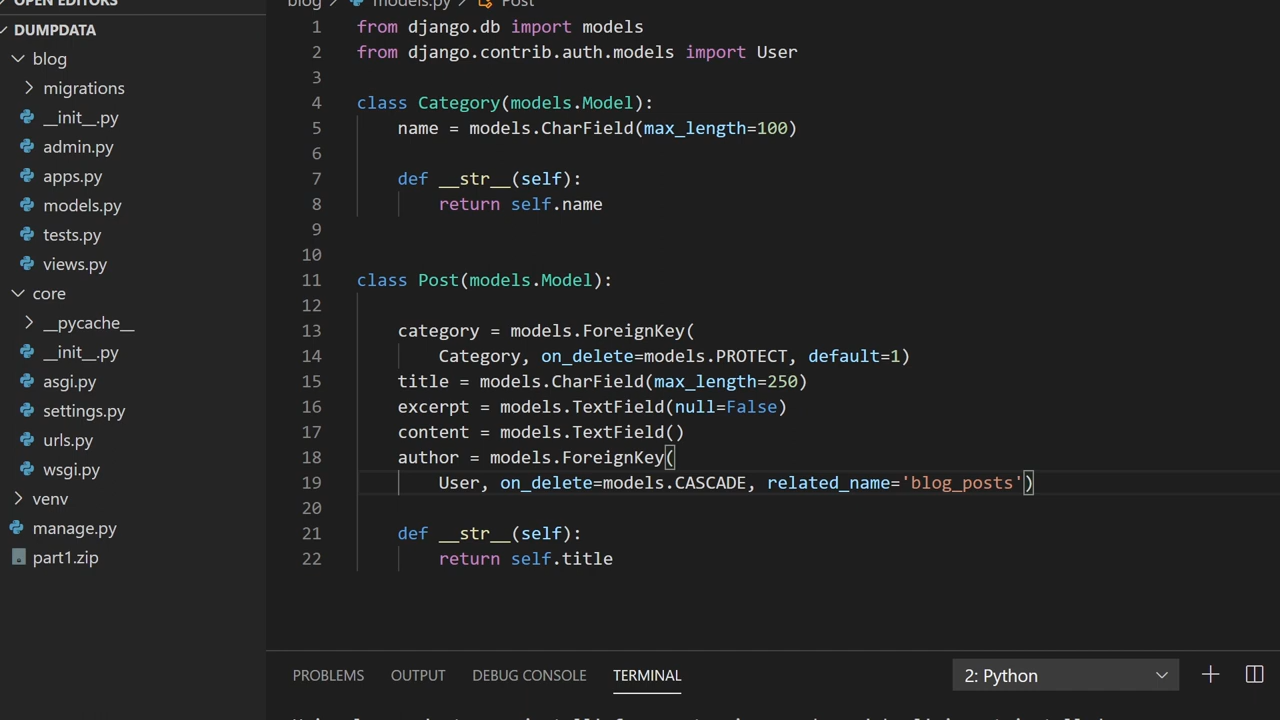 OPEN EDITORS
DUMPDATA
blog
migrations
__init__.py
admin.py
apps.py
models.py
tests.py
views.py
core
__pycache__
__init__.py
asgi.py
settings.py
urls.py
wsgi.py
venv
manage.py
part1.zip
blog > models.py > Post
1 from django.db import models
2 from django.contrib.auth.models import User
3
4 class Category(models.Model):
5     name = models.CharField(max_length=100)
6
7     def __str__(self):
8         return self.name
9
10
11 class Post(models.Model):
12
13     category = models.ForeignKey(
14         Category, on_delete=models.PROTECT, default=1)
15     title = models.CharField(max_length=250)
16     excerpt = models.TextField(null=False)
17     content = models.TextField()
18     author = models.ForeignKey(
19         User, on_delete=models.CASCADE, related_name='blog_posts')
20
21     def __str__(self):
22         return self.title
PROBLEMS OUTPUT DEBUG CONSOLE TERMINAL 2: Python